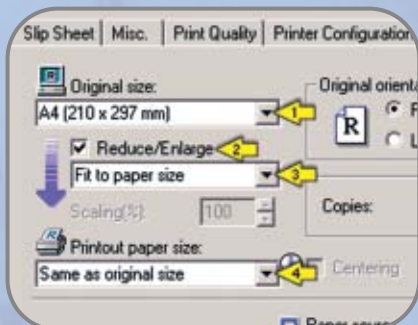 Slip Sheet Misc. Print Quality Printer Configuration
Original size:
A4 (210 x 297 mm) 1
Reduce/Enlarge 2
Fit to paper size 3
Scaling(%): 100
Printout paper size:
Same as original size 4
Original orienta
R
Copies:
Centering